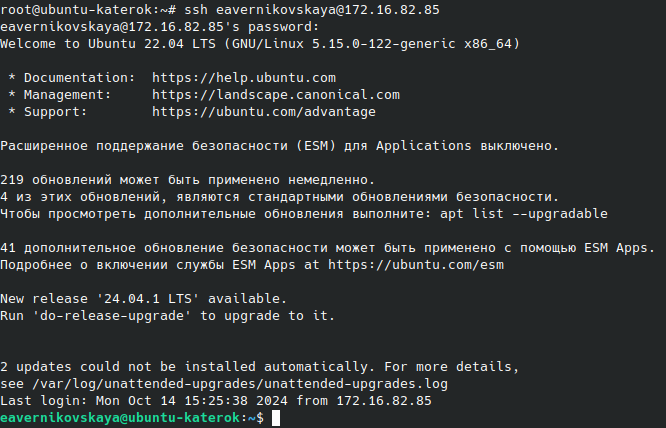 root@ubuntu-katerok:~# ssh eavernikovskaya@172.16.82.85
eavernikovskaya@172.16.82.85's password:
Welcome to Ubuntu 22.04 LTS (GNU/Linux 5.15.0-122-generic x86_64)
* Documentation:  https://help.ubuntu.com
* Management:     https://landscape.canonical.com
* Support:        https://ubuntu.com/advantage
Расширенное поддержание безопасности (ESM) для Applications выключено.
219 обновлений может быть применено немедленно.
4 из этих обновлений, являются стандартными обновлениями безопасности.
Чтобы просмотреть дополнительные обновления выполните: apt list --upgradable
41 дополнительное обновление безопасности может быть применено с помощью ESM Apps.
Подробнее о включении службы ESM Apps at https://ubuntu.com/esm
New release '24.04.1 LTS' available.
Run 'do-release-upgrade' to upgrade to it.
2 updates could not be installed automatically. For more details,
see /var/log/unattended-upgrades/unattended-upgrades.log
Last login: Mon Oct 14 15:25:38 2024 from 172.16.82.85
eavernikovskaya@ubuntu-katerok:~$